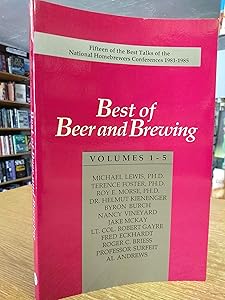 Fifteen of the Best Talks of the
National Homebrewers Conferences 1981-1985
Best of
Beer and Brewing
VOLUMES 1-5
MICHAEL LEWIS, PH.D.
TERENCE FOSTER, PH.D.
ROY E. MORSE, PH.D.
DR. HELMUT KIENINGER
BYRON BURCH
NANCY VINEYARD
JAKE MCKAY
LT. COL. ROBERT GAYRE
FRED ECKHARDT
ROGER C. BRIESS
PROFESSOR SURFEIT
AL ANDREWS